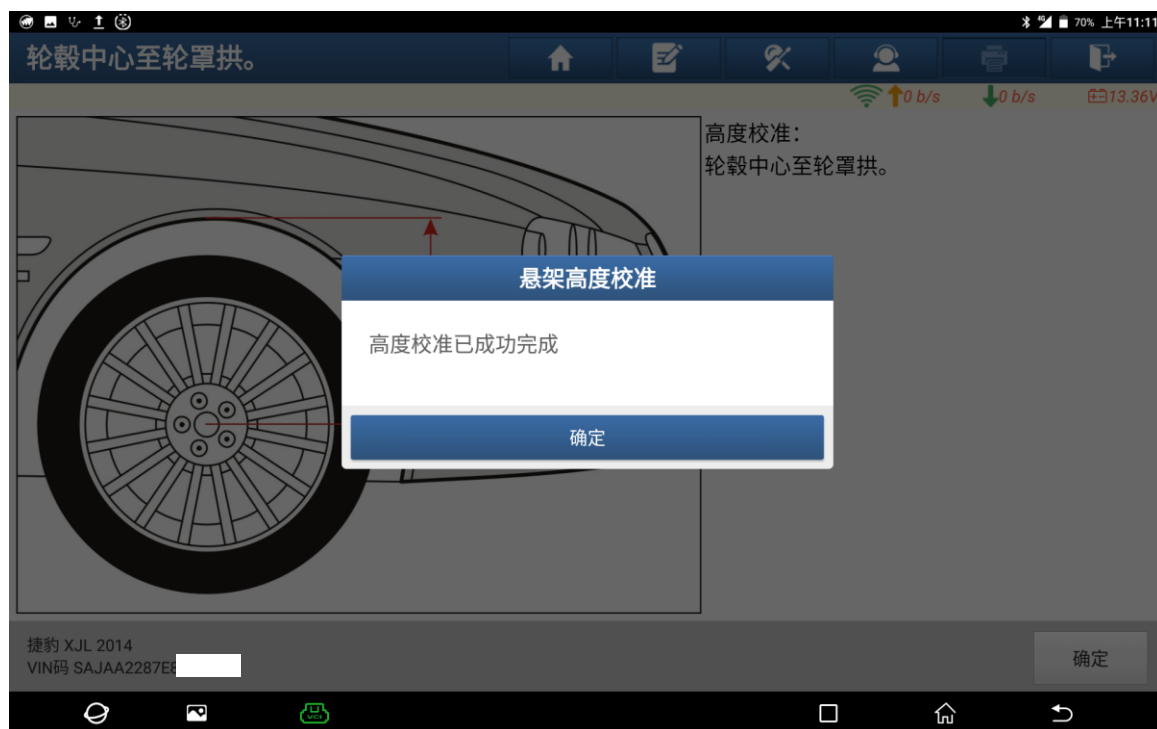 4G 70% 上午11:11
轮毂中心至轮罩拱。
0 b/s 0 b/s 13.36V
高度校准：
轮毂中心至轮罩拱。
悬架高度校准
高度校准已成功完成
确定
捷豹 XJL 2014
VIN码 SAJAA2287E8
确定
VCI